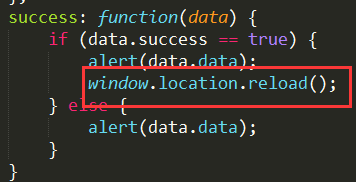 success: function(data) {
if (data.success == true) {
alert(data.data);
window.location.reload();
} else {
alert(data.data);
}
}